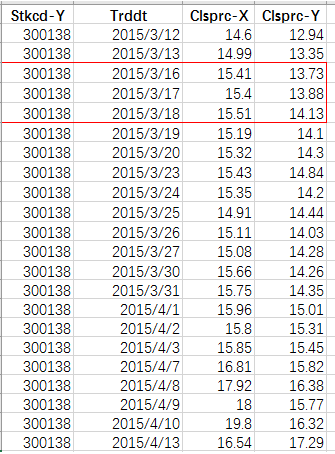 Stkcd-Y Trddt Clsprc-X Clsprc-Y
300138 2015/3/12 14.6 12.94
300138 2015/3/13 14.99 13.35
300138 2015/3/16 15.41 13.73
300138 2015/3/17 15.4 13.88
300138 2015/3/18 15.51 14.13
300138 2015/3/19 15.19 14.1
300138 2015/3/20 15.32 14.3
300138 2015/3/23 15.43 14.84
300138 2015/3/24 15.35 14.2
300138 2015/3/25 14.91 14.44
300138 2015/3/26 15.11 14.03
300138 2015/3/27 15.08 14.28
300138 2015/3/30 15.66 14.26
300138 2015/3/31 15.75 14.35
300138 2015/4/1 15.96 15.01
300138 2015/4/2 15.8 15.31
300138 2015/4/3 15.85 15.45
300138 2015/4/7 16.81 15.82
300138 2015/4/8 17.92 16.38
300138 2015/4/9 18 15.77
300138 2015/4/10 19.8 16.32
300138 2015/4/13 16.54 17.29